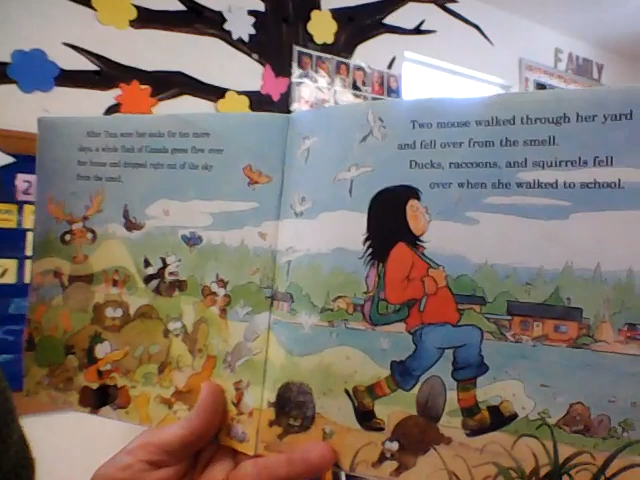 After Tina wore her socks for ten more
days, a whole flock of Canada geese flew over
her house and dropped right out of the sky
from the smell.
Two moose walked through her yard
and fell over from the smell.
Ducks, raccoons, and squirrels fell
over when she walked to school.
FAMILY
2